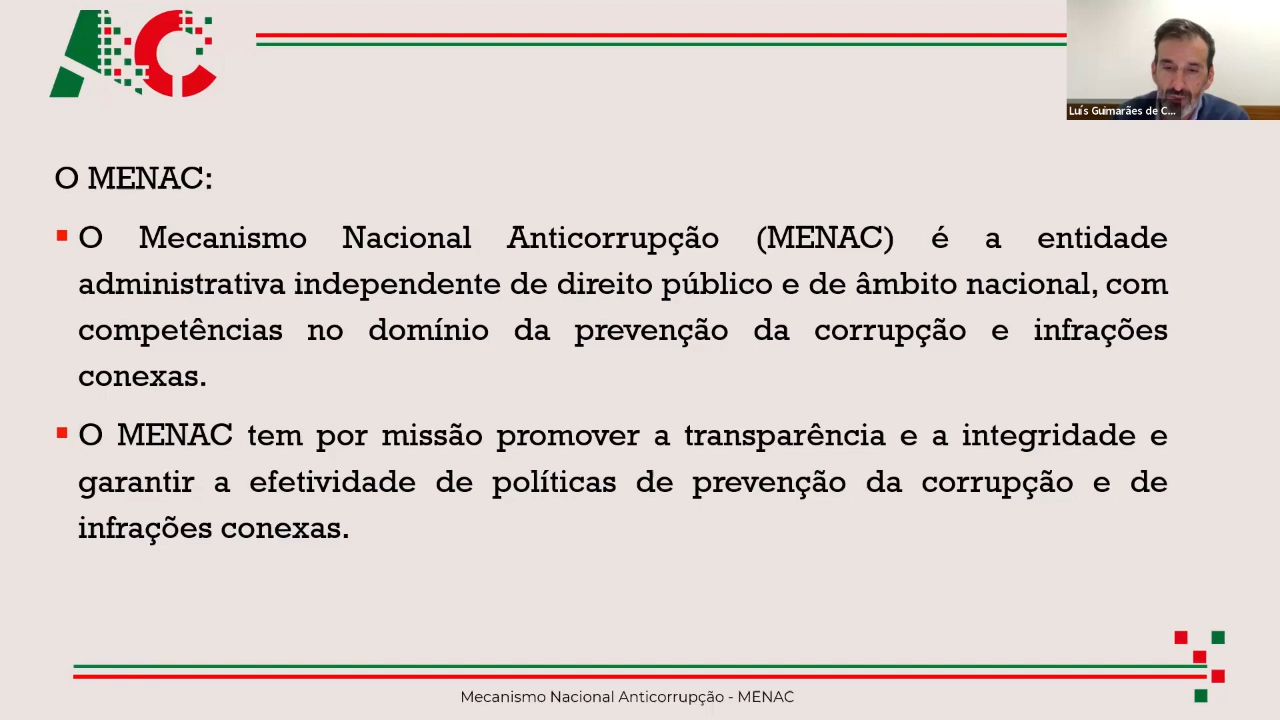 AC
Luís Guimarães de C...
O MENAC:
▪ O Mecanismo Nacional Anticorrupção (MENAC) é a entidade
administrativa independente de direito público e de âmbito nacional, com
competências no domínio da prevenção da corrupção e infrações
conexas.
▪ O MENAC tem por missão promover a transparência e a integridade e
garantir a efetividade de políticas de prevenção da corrupção e de
infrações conexas.
Mecanismo Nacional Anticorrupção - MENAC